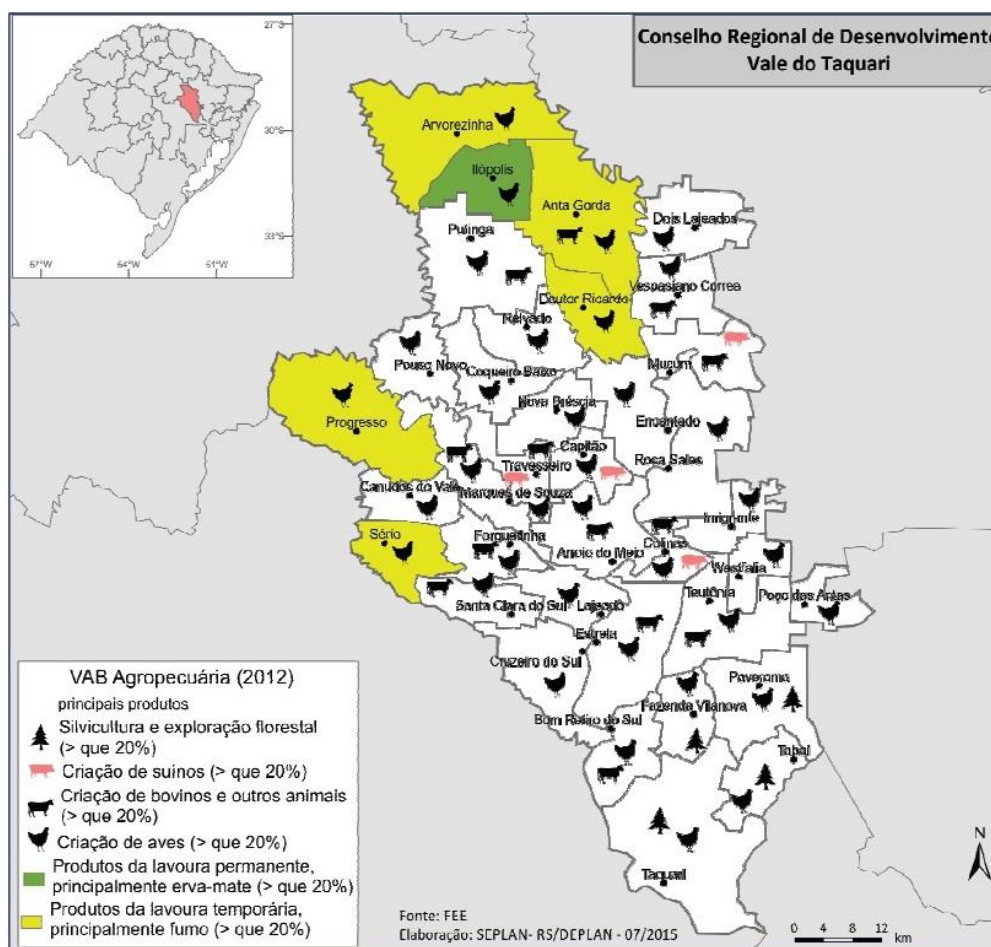 Conselho Regional de Desenvolvimento
Vale do Taquari
27°S
30°S
33°S
57°W
54°W
51°W
Arvorezinha
Ilópolis
Anta Gorda
Dois Lajeados
Putinga
Vespasiano Correa
Doutor Ricardo
Relvado
Muçum
Pouso Novo
Coqueiro Baixo
Nova Bréscia
Encantado
Progresso
Capitão
Roca Sales
Travesseiro
Canudos do Vale
Marques de Souza
Imigrante
Sério
Forquetinha
Arroio do Meio
Colinas
Westfalia
Teutônia
Poço das Antas
Santa Clara do Sul
Lajeado
Estrela
Cruzeiro do Sul
Paverama
Fazenda Vilanova
Bom Retiro do Sul
Tabaí
Taquari
VAB Agropecuária (2012)
principais produtos
Silvicultura e exploração florestal
(> que 20%)
Criação de suínos (> que 20%)
Criação de bovinos e outros animais
(> que 20%)
Criação de aves (> que 20%)
Produtos da lavoura permanente,
principalmente erva-mate (> que 20%)
Produtos da lavoura temporária,
principalmente fumo (> que 20%)
Fonte: FEE
Elaboração: SEPLAN- RS/DEPLAN - 07/2015
N
0 4 8 12
km